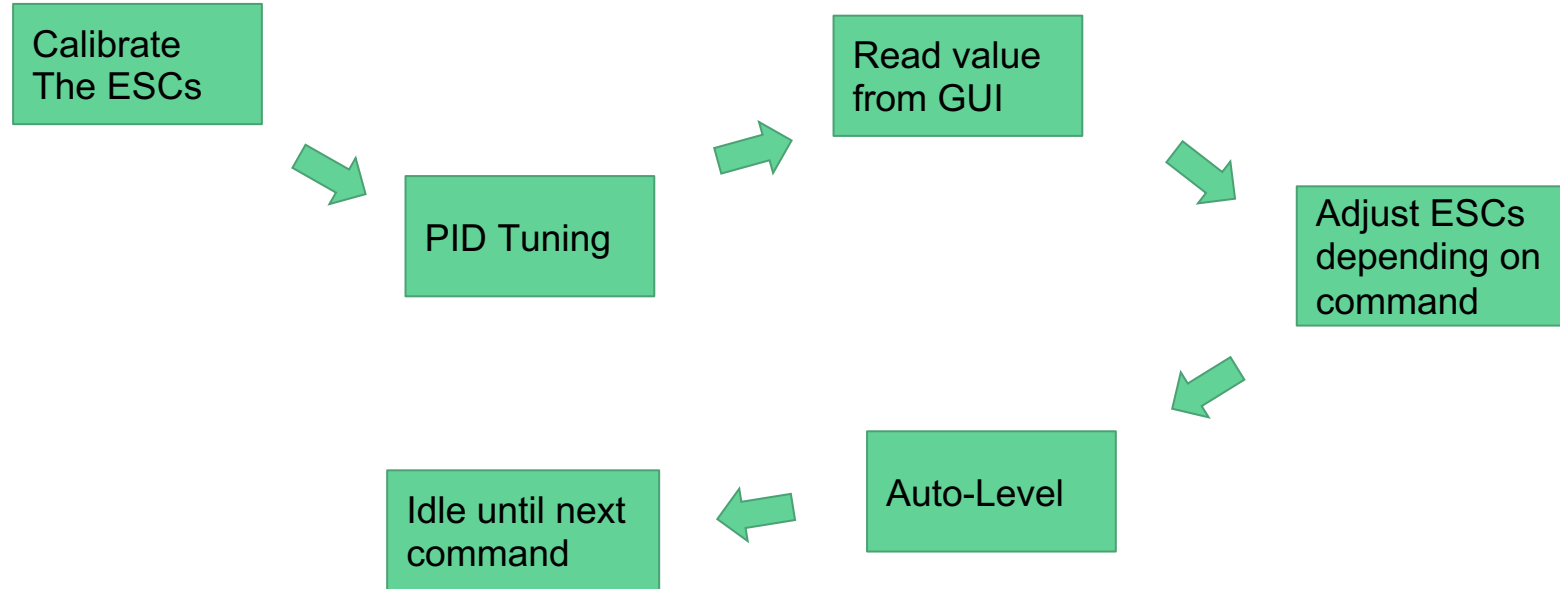 Calibrate
The ESCs
PID Tuning
Read value
from GUI
Adjust ESCs
depending on
command
Auto-Level
Idle until next
command